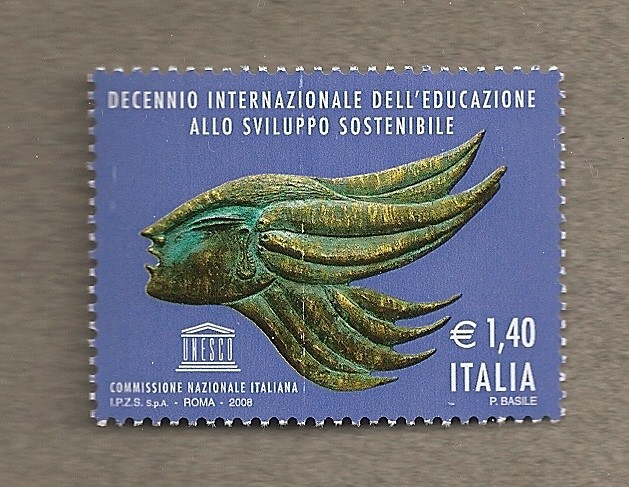 DECENNIO INTERNAZIONALE DELL'EDUCAZIONE
ALLO SVILUPPO SOSTENIBILE
UNESCO
COMMISSIONE NAZIONALE ITALIANA
I.P.Z.S. S.p.A. - ROMA - 2008
€ 1,40
ITALIA
P. BASILE